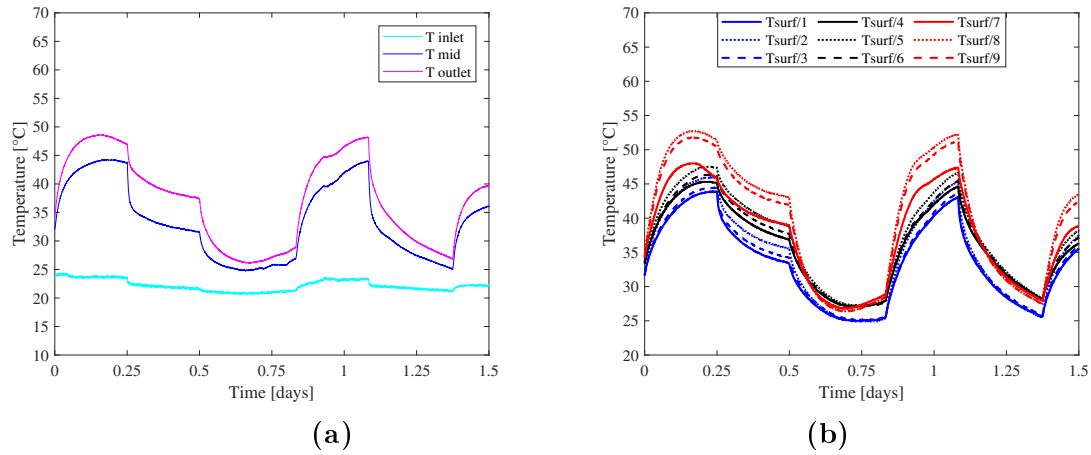 70
65
60
55
50
45
40
35
30
25
20
15
10
Temperature [°C]
0 0.25 0.5 0.75 1 1.25 1.5
Time [days]
T inlet
T mid
T outlet
(a)
70
60
50
40
30
20
Temperature [°C]
0 0.25 0.5 0.75 1 1.25 1.5
Time [days]
Tsurf/1 Tsurf/4 Tsurf/7
Tsurf/2 Tsurf/5 Tsurf/8
Tsurf/3 Tsurf/6 Tsurf/9
65
55
45
35
25
(b)